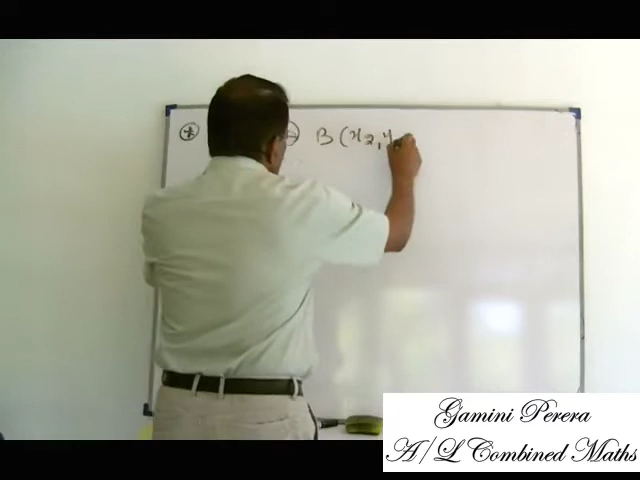 * B (x₂, y
Gamini Perera
A/L Combined Maths